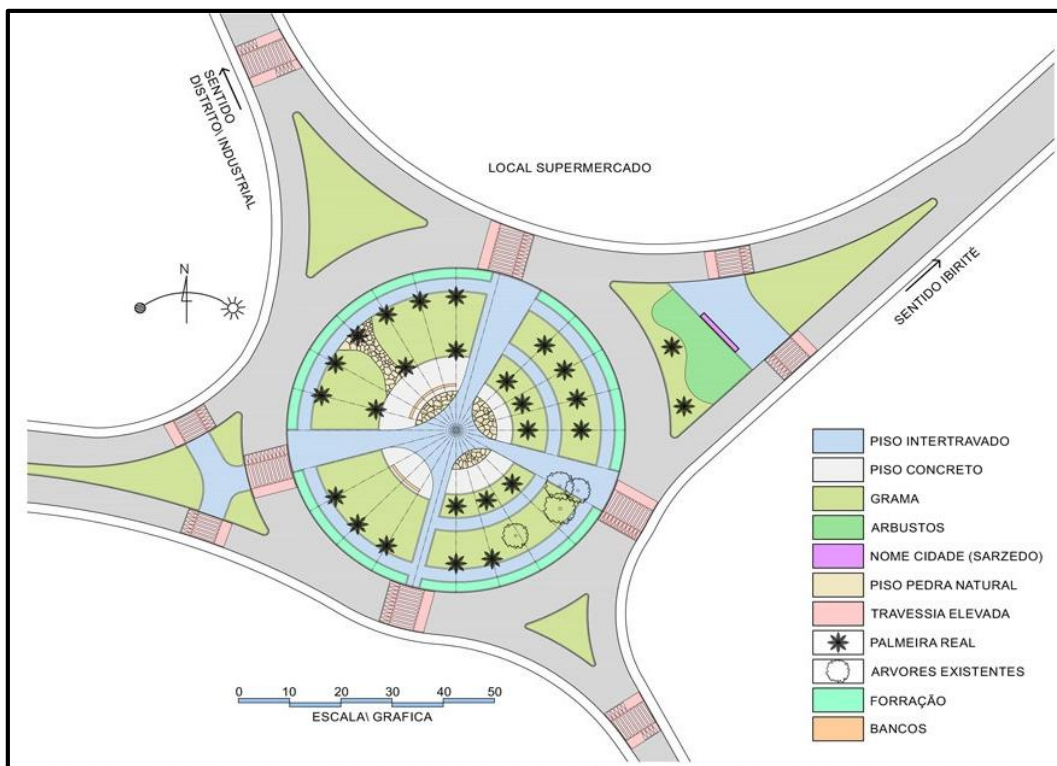 SENTIDO
DISTRITO\ INDUSTRIAL
LOCAL SUPERMERCADO
SENTIDO IBIRITÉ
N
PISO INTERTRAVADO
PISO CONCRETO
GRAMA
ARBUSTOS
NOME CIDADE (SARZEDO)
PISO PEDRA NATURAL
TRAVESSIA ELEVADA
PALMEIRA REAL
ARVORES EXISTENTES
FORRAÇÃO
BANCOS
0 10 20 30 40 50
ESCALA\ GRAFICA